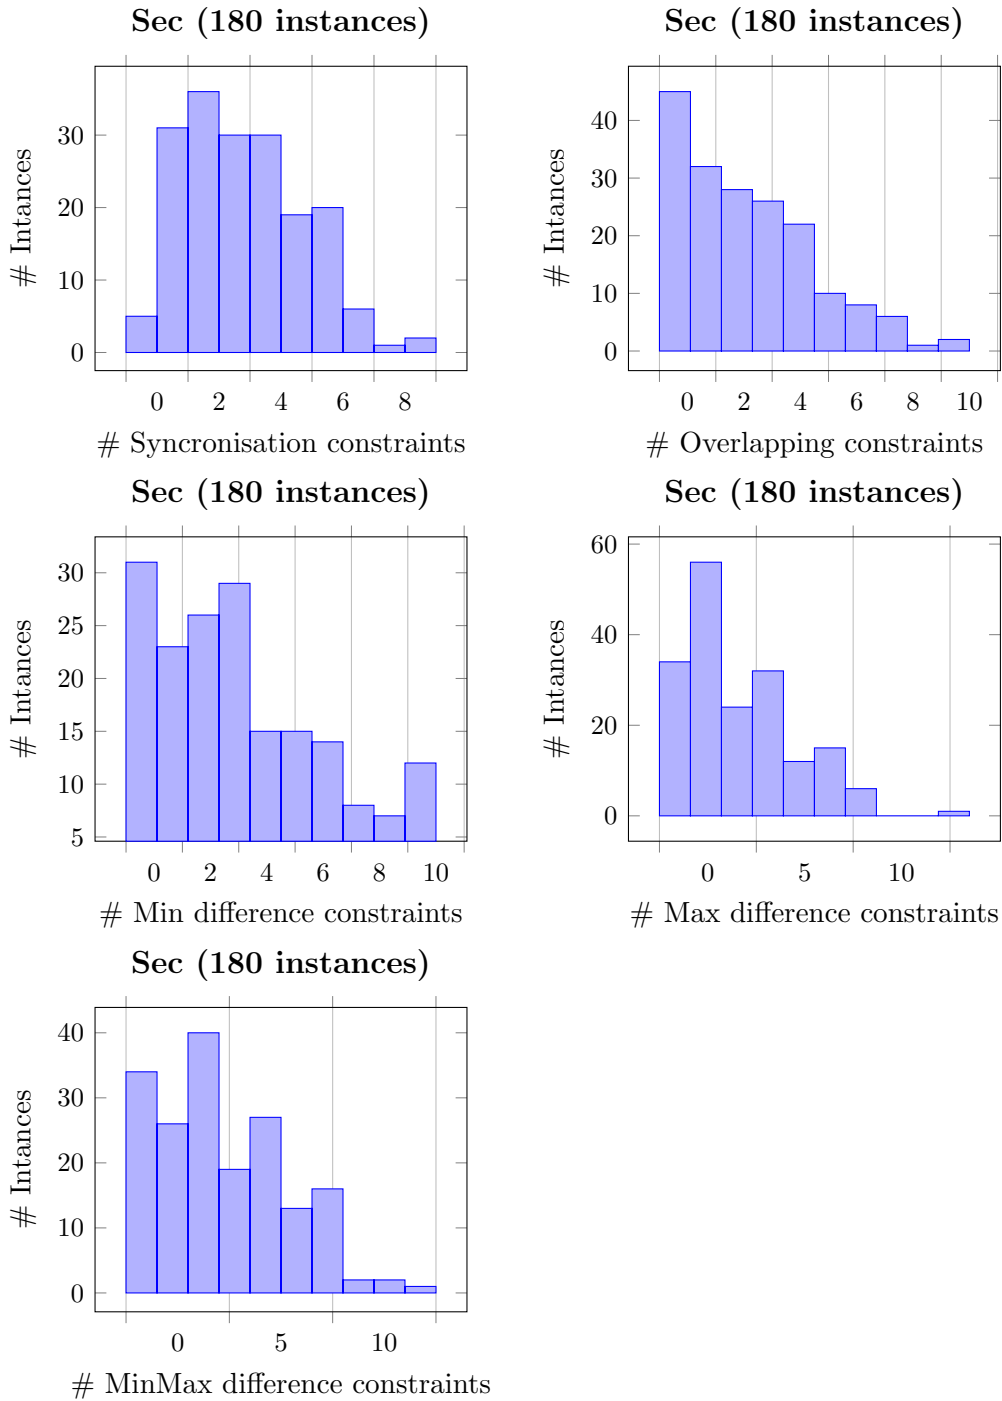 Sec (180 instances)
30
20
10
0
# Intances
0 2 4 6 8
# Syncronisation constraints
Sec (180 instances)
40
30
20
10
0
# Intances
0 2 4 6 8 10
# Overlapping constraints
Sec (180 instances)
30
25
20
15
10
5
# Intances
0 2 4 6 8 10
# Min difference constraints
Sec (180 instances)
60
40
20
0
# Intances
0 5 10
# Max difference constraints
Sec (180 instances)
40
30
20
10
0
# Intances
0 5 10
# MinMax difference constraints